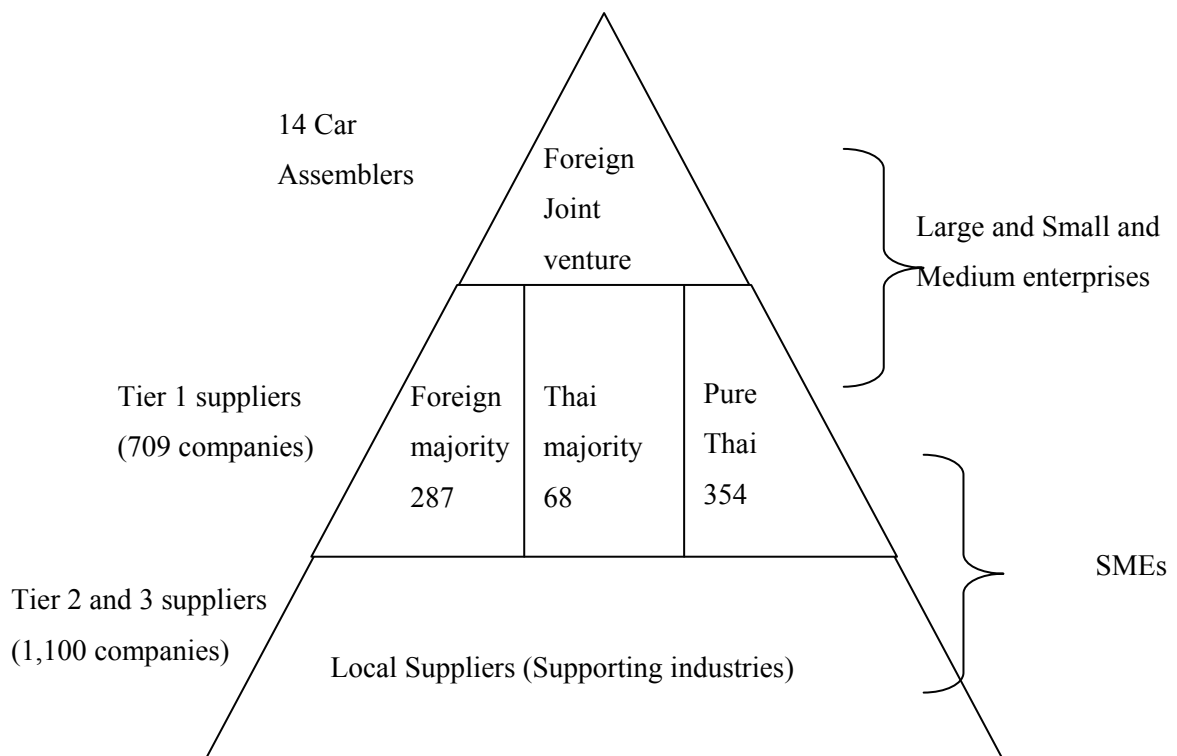 14 Car
Assemblers
Foreign
Joint
venture
Large and Small and
Medium enterprises
Tier 1 suppliers
(709 companies)
Foreign
majority
287
Thai
majority
68
Pure
Thai
354
SMEs
Tier 2 and 3 suppliers
(1,100 companies)
Local Suppliers (Supporting industries)